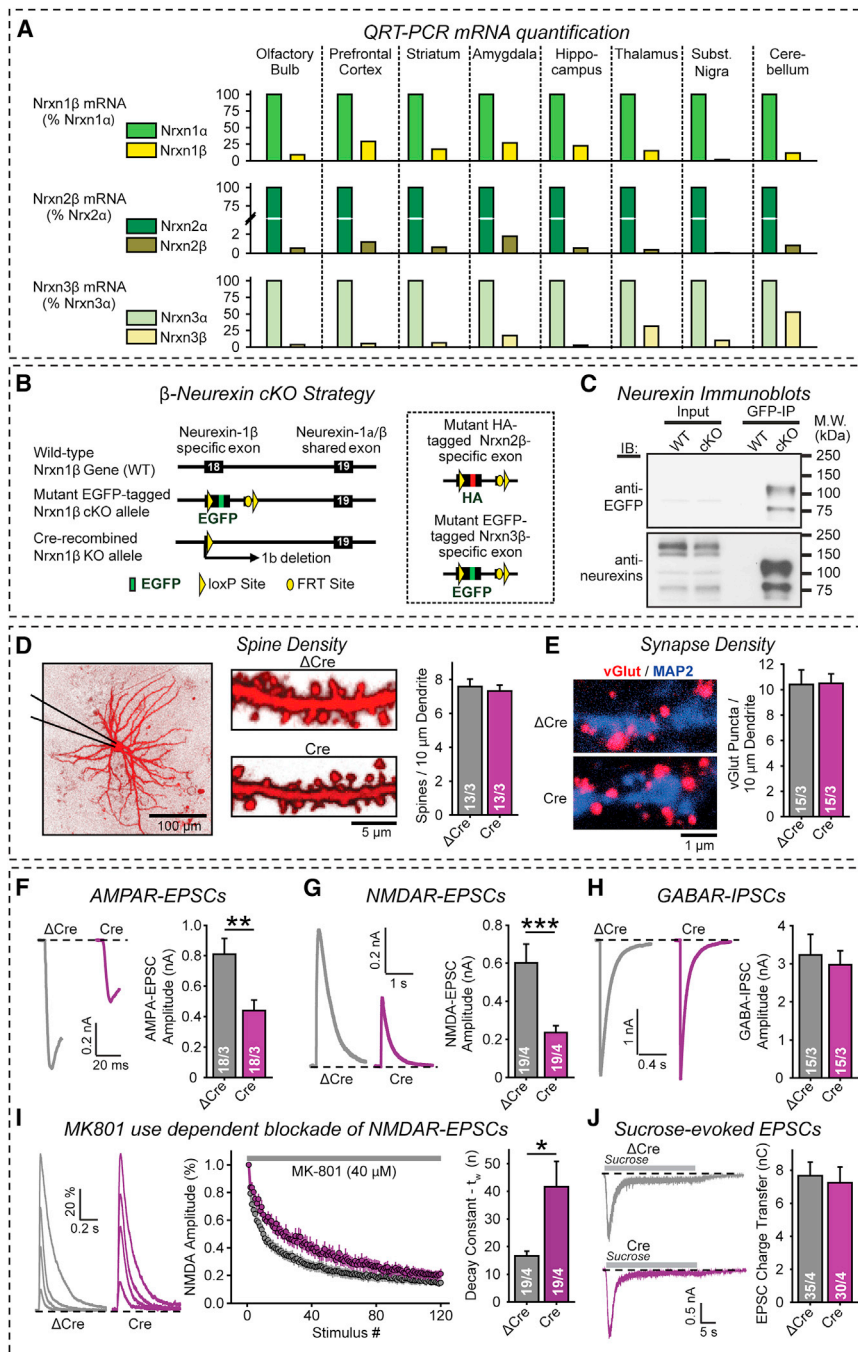 A
QRT-PCR mRNA quantification
Olfactory Bulb
Prefrontal Cortex
Striatum
Amygdala
Hippo-campus
Thalamus
Subst. Nigra
Cere-bellum
Nrxn1β mRNA
(% Nrxn1α)
Nrxn1α
Nrxn1β
100
75
50
25
0
Nrxn2β mRNA
(% Nrx2α)
Nrxn2α
Nrxn2β
100
75
2
0
Nrxn3β mRNA
(% Nrxn3α)
Nrxn3α
Nrxn3β
100
75
50
25
0
B
β-Neurexin cKO Strategy
Neurexin-1β
specific exon
Neurexin-1a/β
shared exon
Wild-type
Nrxn1β Gene (WT)
18
19
Mutant EGFP-tagged
Nrxn1β cKO allele
19
EGFP
Cre-recombined
Nrxn1β KO allele
19
1b deletion
EGFP
loxP Site
FRT Site
Mutant HA-
tagged Nrxn2β-
specific exon
HA
Mutant EGFP-
tagged Nrxn3β-
specific exon
EGFP
C
Neurexin Immunoblots
Input
GFP-IP
M.W.
(kDa)
IB:
WT
cKO
WT
cKO
anti-
EGFP
250
150
100
75
anti-
neurexins
250
150
100
75
D
Spine Density
100 µm
ΔCre
Cre
5 µm
Spines / 10 µm Dendrite
10
8
6
4
2
0
13/3
13/3
ΔCre
Cre
E
Synapse Density
vGlut / MAP2
ΔCre
Cre
1 µm
vGlut Puncta /
10 µm Dendrite
12
10
8
6
4
2
0
15/3
15/3
ΔCre
Cre
F
AMPAR-EPSCs
ΔCre
Cre
0.2 nA
20 ms
AMPA-EPSC
Amplitude (nA)
1.0
0.8
0.6
0.4
0.2
0
**
18/3
18/3
ΔCre
Cre
G
NMDAR-EPSCs
0.2 nA
1 s
ΔCre
Cre
NMDA-EPSC
Amplitude (nA)
0.8
0.6
0.4
0.2
0
***
19/4
19/4
ΔCre
Cre
H
GABAR-IPSCs
ΔCre
Cre
1 nA
0.4 s
GABA-IPSC
Amplitude (nA)
4
3
2
1
0
15/3
15/3
ΔCre
Cre
I
MK801 use dependent blockade of NMDAR-EPSCs
20 %
0.2 s
ΔCre
Cre
NMDA Amplitude (%)
1.0
0.8
0.6
0.4
0.2
0.0
MK-801 (40 µM)
0
40
80
120
Stimulus #
Decay Constant - tw (n)
50
40
30
20
10
0
*
19/4
19/4
ΔCre
Cre
J
Sucrose-evoked EPSCs
ΔCre
Sucrose
Cre
Sucrose
0.5 nA
5 s
EPSC Charge Transfer (nC)
10
8
6
4
2
0
35/4
30/4
ΔCre
Cre